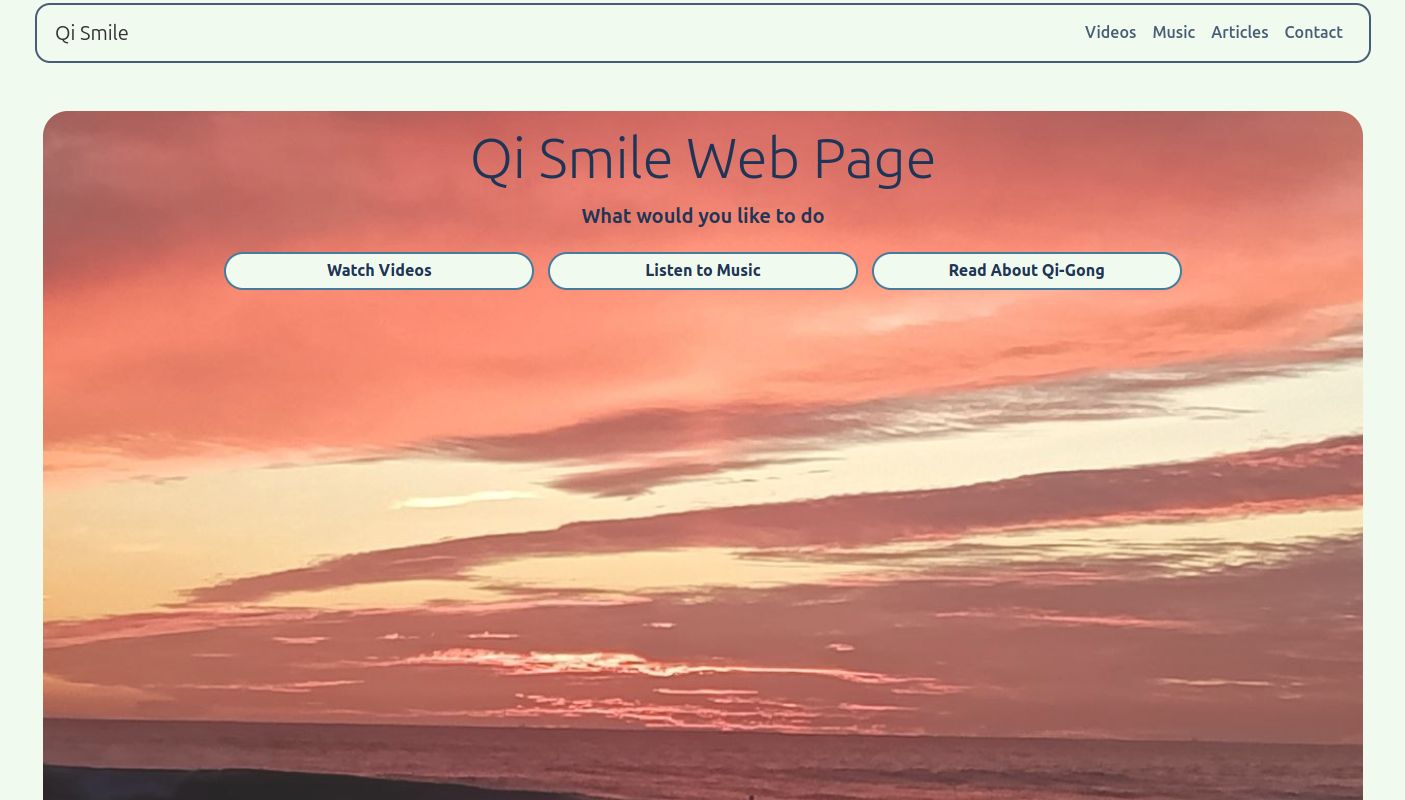 Qi Smile
Videos Music Articles Contact
Qi Smile Web Page
What would you like to do
Watch Videos
Listen to Music
Read About Qi-Gong